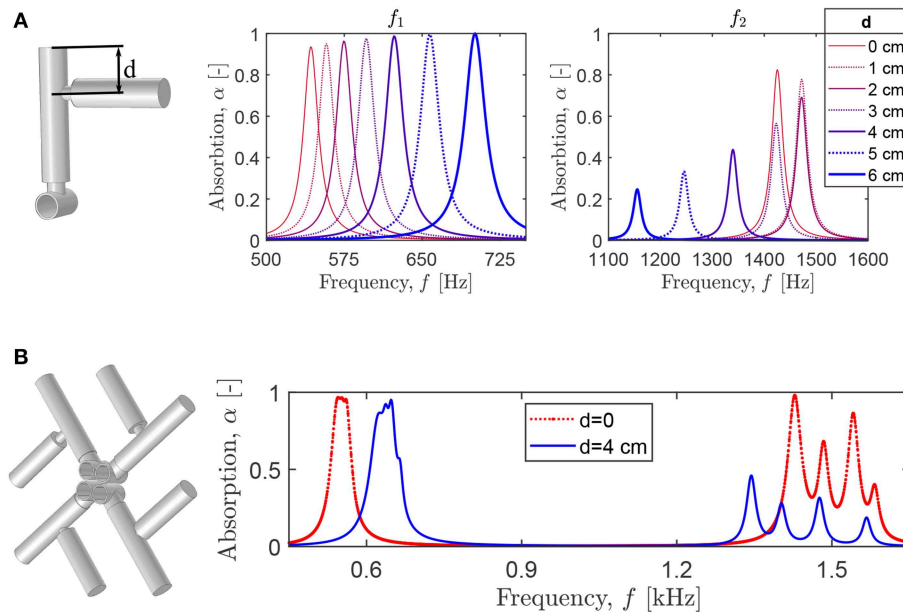 A
d
f1
Absorbtion, α [-]
1
0.8
0.6
0.4
0.2
0
500
575
650
725
Frequency, f [Hz]
f2
Absorbtion, α [-]
1
0.8
0.6
0.4
0.2
0
1100
1200
1300
1400
1500
1600
Frequency, f [Hz]
d
0 cm
1 cm
2 cm
3 cm
4 cm
5 cm
6 cm
B
Absorption, α [-]
1
0.5
0
0.6
0.9
1.2
1.5
Frequency, f [kHz]
d=0
d=4 cm